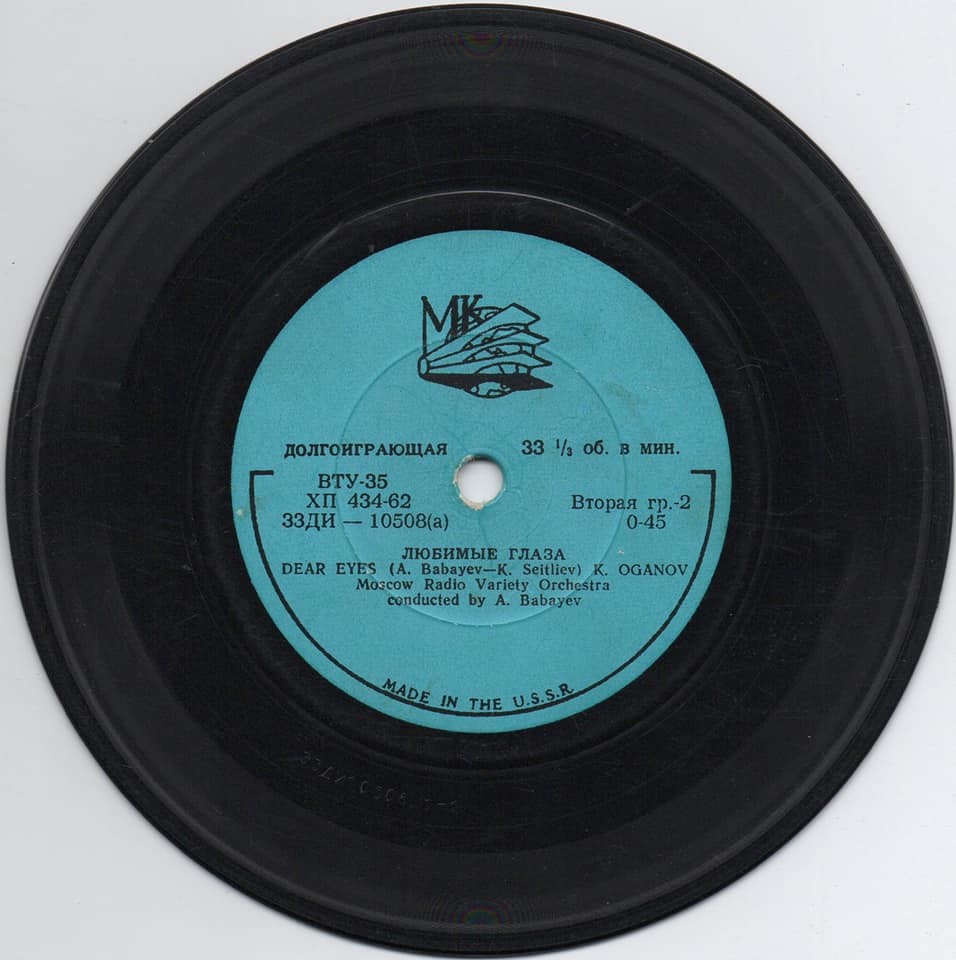 МК
ДОЛГОИГРАЮЩАЯ 33 ⅓ об. в мин.
ВТУ-35
ХП 434-62 Вторая гр.-2
33ДИ — 10508(а) 0-45
ЛЮБИМЫЕ ГЛАЗА
DEAR EYES (A. Babayev—K. Seitliev) K. OGANOV
Moscow Radio Variety Orchestra
conducted by A. Babayev
MADE IN THE U.S.S.R.